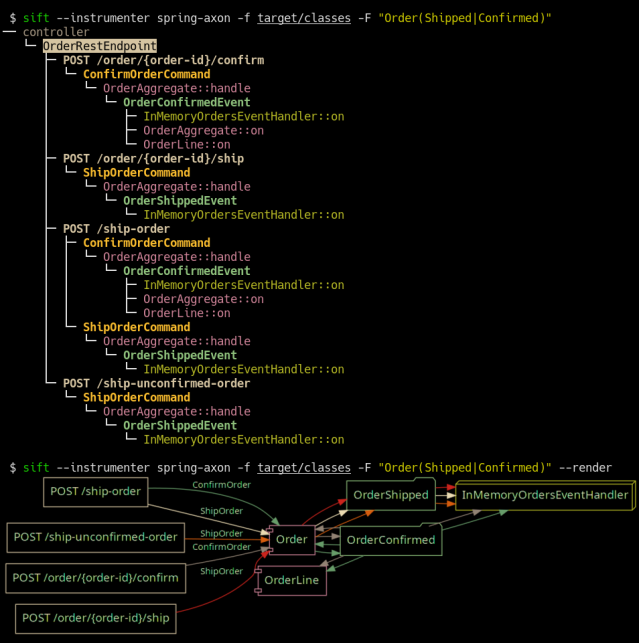 $ sift --instrumenter spring-axon -f target/classes -F "Order(Shipped|Confirmed)"
controller
OrderRestEndpoint
POST /order/{order-id}/confirm
ConfirmOrderCommand
OrderAggregate::handle
OrderConfirmedEvent
InMemoryOrdersEventHandler::on
OrderAggregate::on
OrderLine::on
POST /order/{order-id}/ship
ShipOrderCommand
OrderAggregate::handle
OrderShippedEvent
InMemoryOrdersEventHandler::on
POST /ship-order
ConfirmOrderCommand
OrderAggregate::handle
OrderConfirmedEvent
InMemoryOrdersEventHandler::on
OrderAggregate::on
OrderLine::on
ShipOrderCommand
OrderAggregate::handle
OrderShippedEvent
InMemoryOrdersEventHandler::on
POST /ship-unconfirmed-order
ShipOrderCommand
OrderAggregate::handle
OrderShippedEvent
InMemoryOrdersEventHandler::on
$ sift --instrumenter spring-axon -f target/classes -F "Order(Shipped|Confirmed)" --render
POST /ship-order
ConfirmOrder
OrderShipped
InMemoryOrdersEventHandler
ShipOrder
POST /ship-unconfirmed-order
ShipOrder
Order
OrderConfirmed
ConfirmOrder
POST /order/{order-id}/confirm
ShipOrder
OrderLine
POST /order/{order-id}/ship